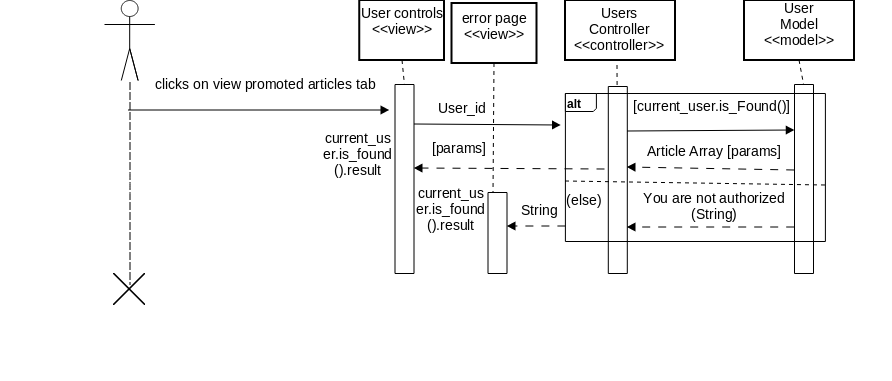 User controls
<<view>>
error page
<<view>>
Users
Controller
<<controller>>
User
Model
<<model>>
clicks on view promoted articles tab
User_id
alt
[current_user.is_Found()]
current_us
er.is_found
().result
[params]
Article Array [params]
current_us
er.is_found
().result
String
(else)
You are not authorized
(String)